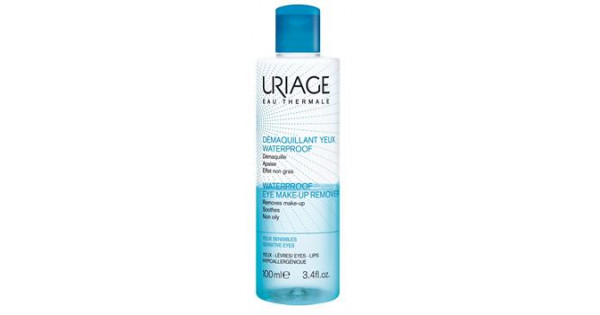 URIAGE
EAU THERMALE
DÉMAQUILLANT YEUX
WATERPROOF
Démaquille
Apaise
Effet non gras
WATERPROOF
EYE MAKE-UP REMOVER
Removes make-up
Soothes
Non oily
YEUX SENSIBLES
SENSITIVE EYES
YEUX - LÈVRES/ EYES - LIPS
HYPOALLERGÉNIQUE
100ml℮ 3.4fl.oz.